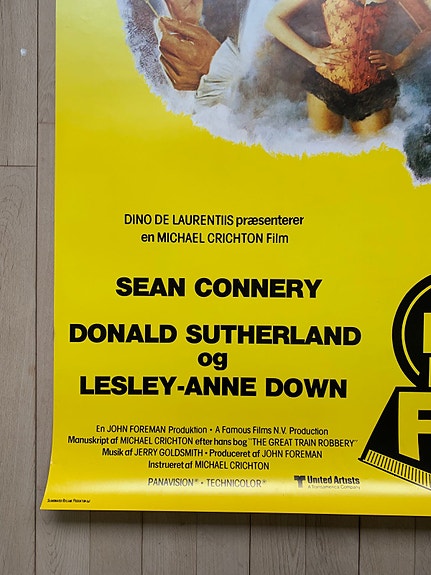 DINO DE LAURENTIIS præsenterer
en MICHAEL CRICHTON Film
SEAN CONNERY
DONALD SUTHERLAND
og
LESLEY-ANNE DOWN
En JOHN FOREMAN Produktion • A Famous Films N.V. Production
Manuskript af MICHAEL CRICHTON efter hans bog "THE GREAT TRAIN ROBBERY"
Musik af JERRY GOLDSMITH • Produceret af JOHN FOREMAN
Instrueret af MICHAEL CRICHTON
PANAVISION® • TECHNICOLOR®
United Artists
A Transamerica Company